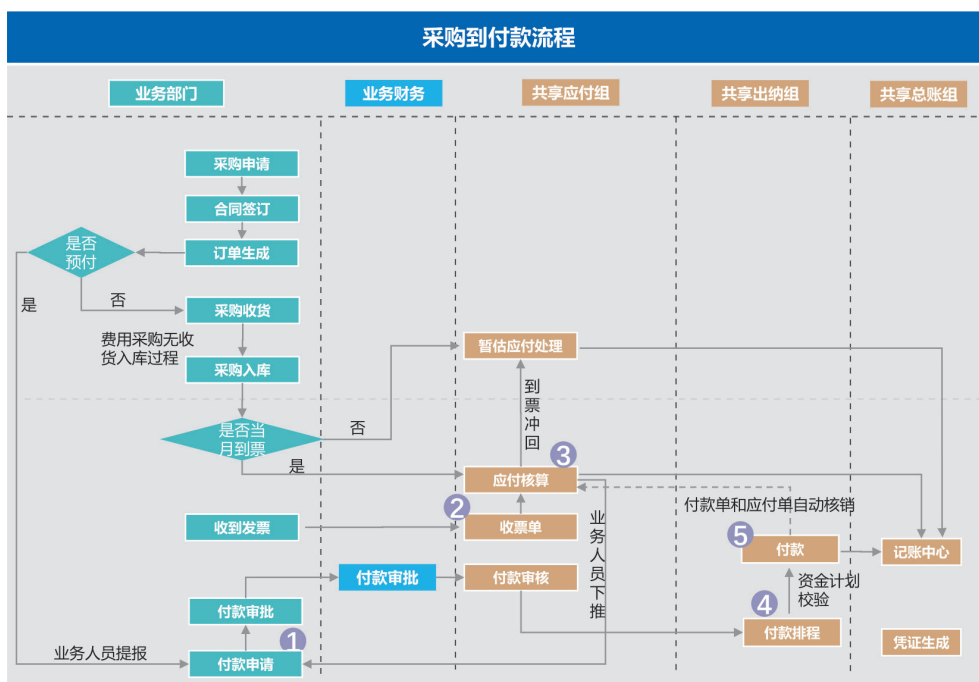 采购到付款流程
业务部门
业务财务
共享应付组
共享出纳组
共享总账组
采购申请
合同签订
订单生成
是否
预付
是
否
采购收货
费用采购无收
货入库过程
采购入库
暂估应付处理
到
票
冲
回
是否当
月到票
否
是
应付核算
3
付款单和应付单自动核销
收到发票
2
收票单
业
务
人
员
下
推
5
付款
记账中心
付款审批
付款审核
资金计划
校验
付款审批
4
付款排程
1
业务人员提报
付款申请
凭证生成